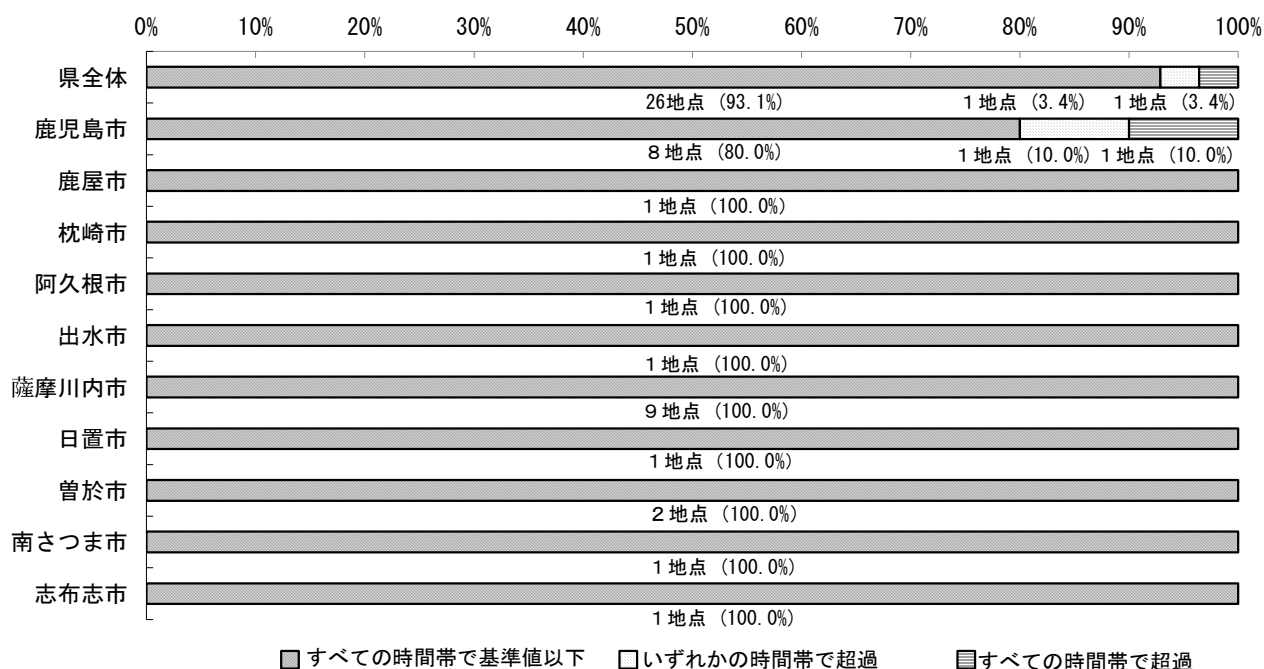 0% 10% 20% 30% 40% 50% 60% 70% 80% 90% 100%
県全体
26地点 (93.1%) 1地点 (3.4%) 1地点 (3.4%)
鹿児島市
8地点 (80.0%) 1地点 (10.0%) 1地点 (10.0%)
鹿屋市
1地点 (100.0%)
枕崎市
1地点 (100.0%)
阿久根市
1地点 (100.0%)
出水市
1地点 (100.0%)
薩摩川内市
9地点 (100.0%)
日置市
1地点 (100.0%)
曽於市
2地点 (100.0%)
南さつま市
1地点 (100.0%)
志布志市
1地点 (100.0%)
すべての時間帯で基準値以下 いずれかの時間帯で超過 すべての時間帯で超過